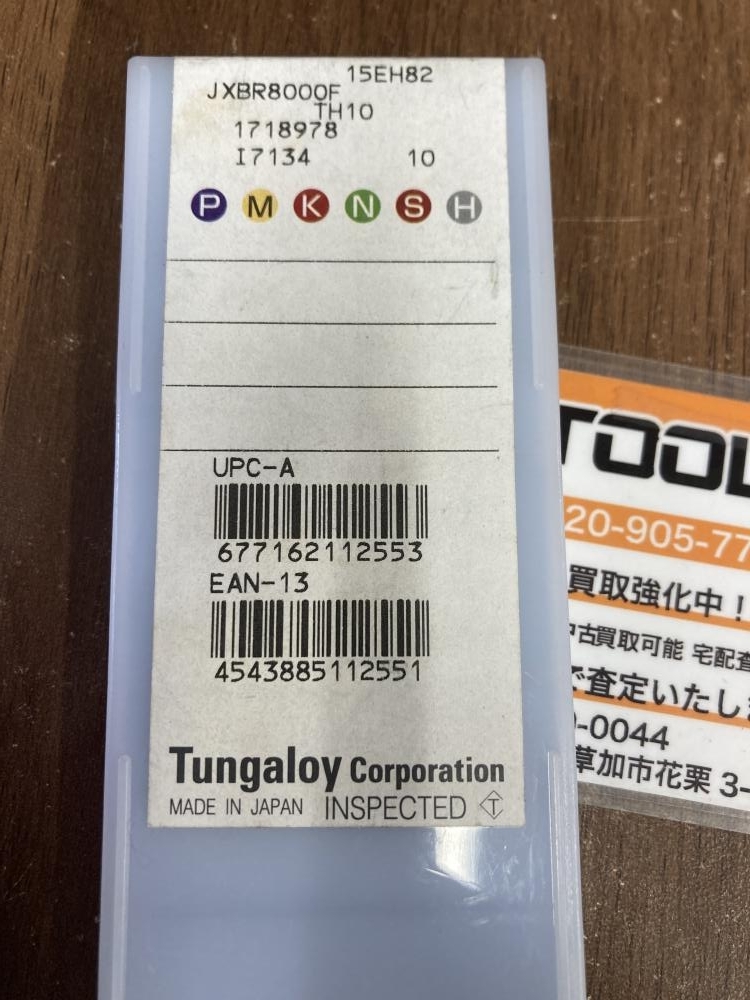 15EH82
JXBR8000F
TH10
1718978
I7134 10
P M K N S H
UPC-A
677162112553
EAN-13
4543885112551
Tungaloy Corporation
MADE IN JAPAN INSPECTED T
TOOL
20-905-77
買取強化中！
中古買取可能 宅配査
で査定いたしま
-0044
草加市花栗 3-